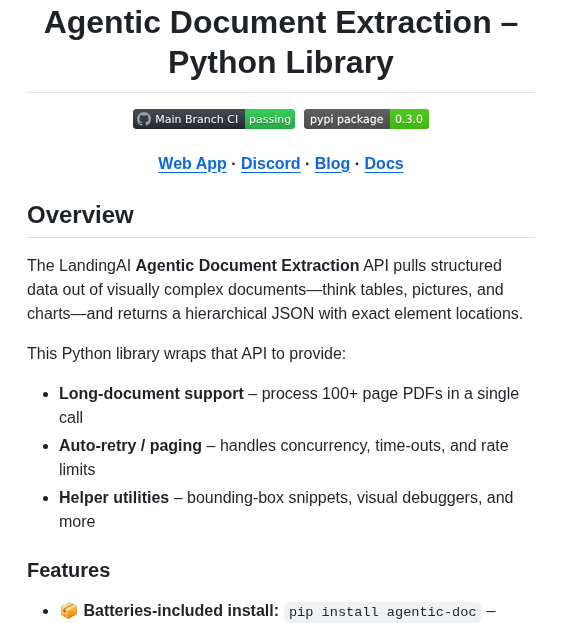 Agentic Document Extraction –
Python Library
Main Branch CI passing pypi package 0.3.0
Web App · Discord · Blog · Docs
Overview
The LandingAI Agentic Document Extraction API pulls structured
data out of visually complex documents—think tables, pictures, and
charts—and returns a hierarchical JSON with exact element locations.
This Python library wraps that API to provide:
• Long-document support – process 100+ page PDFs in a single
call
• Auto-retry / paging – handles concurrency, time-outs, and rate
limits
• Helper utilities – bounding-box snippets, visual debuggers, and
more
Features
• 📦 Batteries-included install: pip install agentic-doc –